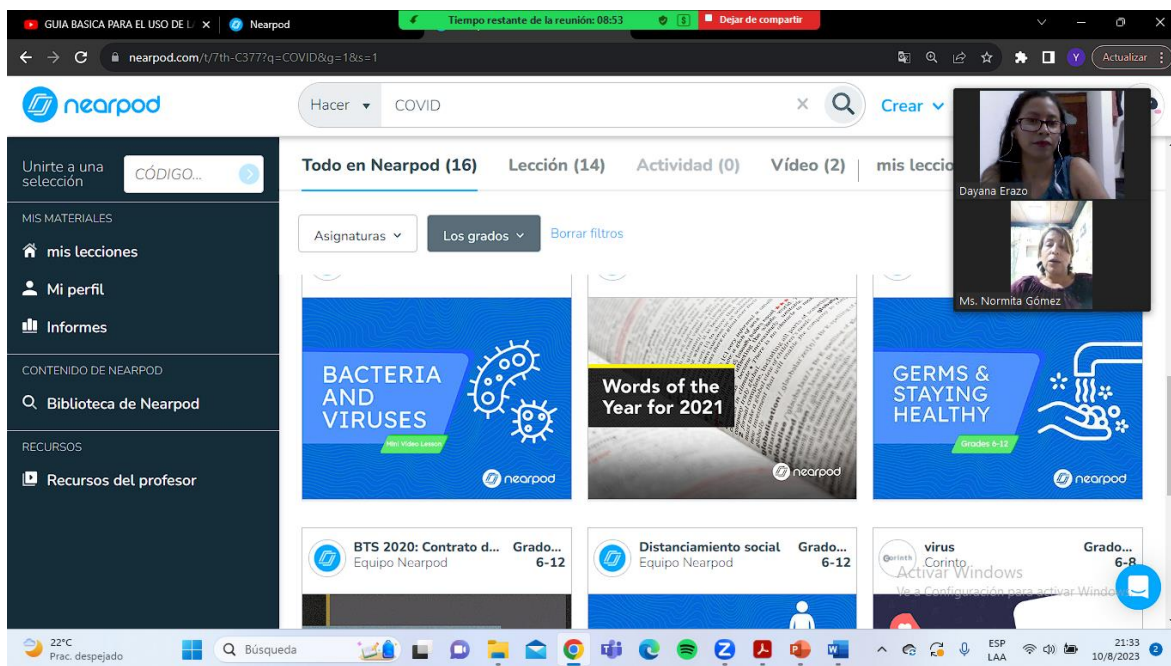 GUIA BASICA PARA EL USO DE L
Nearpod
Tiempo restante de la reunión: 08:53
Dejar de compartir
nearpod.com/t/7th-C377?q=COVID&g=1&s=1
Y
Actualizar
nearpod
Hacer
COVID
Crear
Unirte a una
selección
CÓDIGO...
MIS MATERIALES
mis lecciones
Mi perfil
Informes
CONTENIDO DE NEARPOD
Biblioteca de Nearpod
RECURSOS
Recursos del profesor
Todo en Nearpod (16)
Lección (14)
Actividad (0)
Vídeo (2)
mis leccio
Asignaturas
Los grados
Borrar filtros
Dayana Erazo
Ms. Normita Gómez
BACTERIA
AND
VIRUSES
Mini Video Lesson
nearpod
Words of the
Year for 2021
nearpod
GERMS &
STAYING
HEALTHY
Grades 6-12
nearpod
BTS 2020: Contrato d...
Grado...
Equipo Nearpod
6-12
Distanciamiento social
Grado...
Equipo Nearpod
6-12
Corinth
virus
Grado...
Corinto
6-8
Activar Windows
Ve a Configuración para activar Windo
22°C
Prac. despejado
Búsqueda
ESP
LAA
21:33
10/8/2023
2